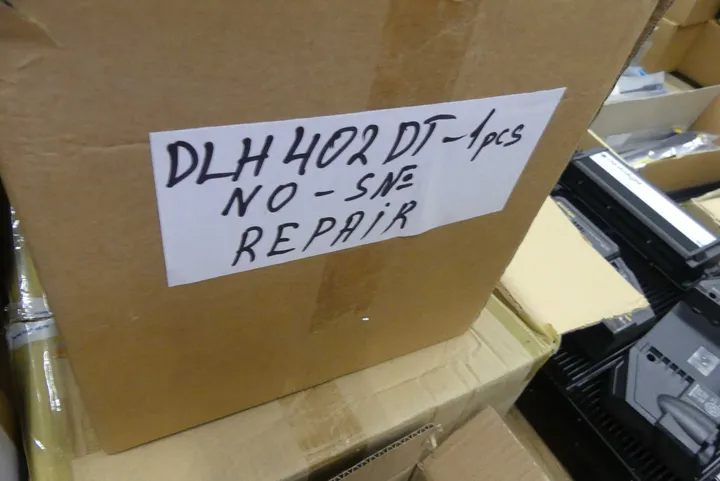 DLH 402 DT - 1pcs
NO - S№
REPAIR